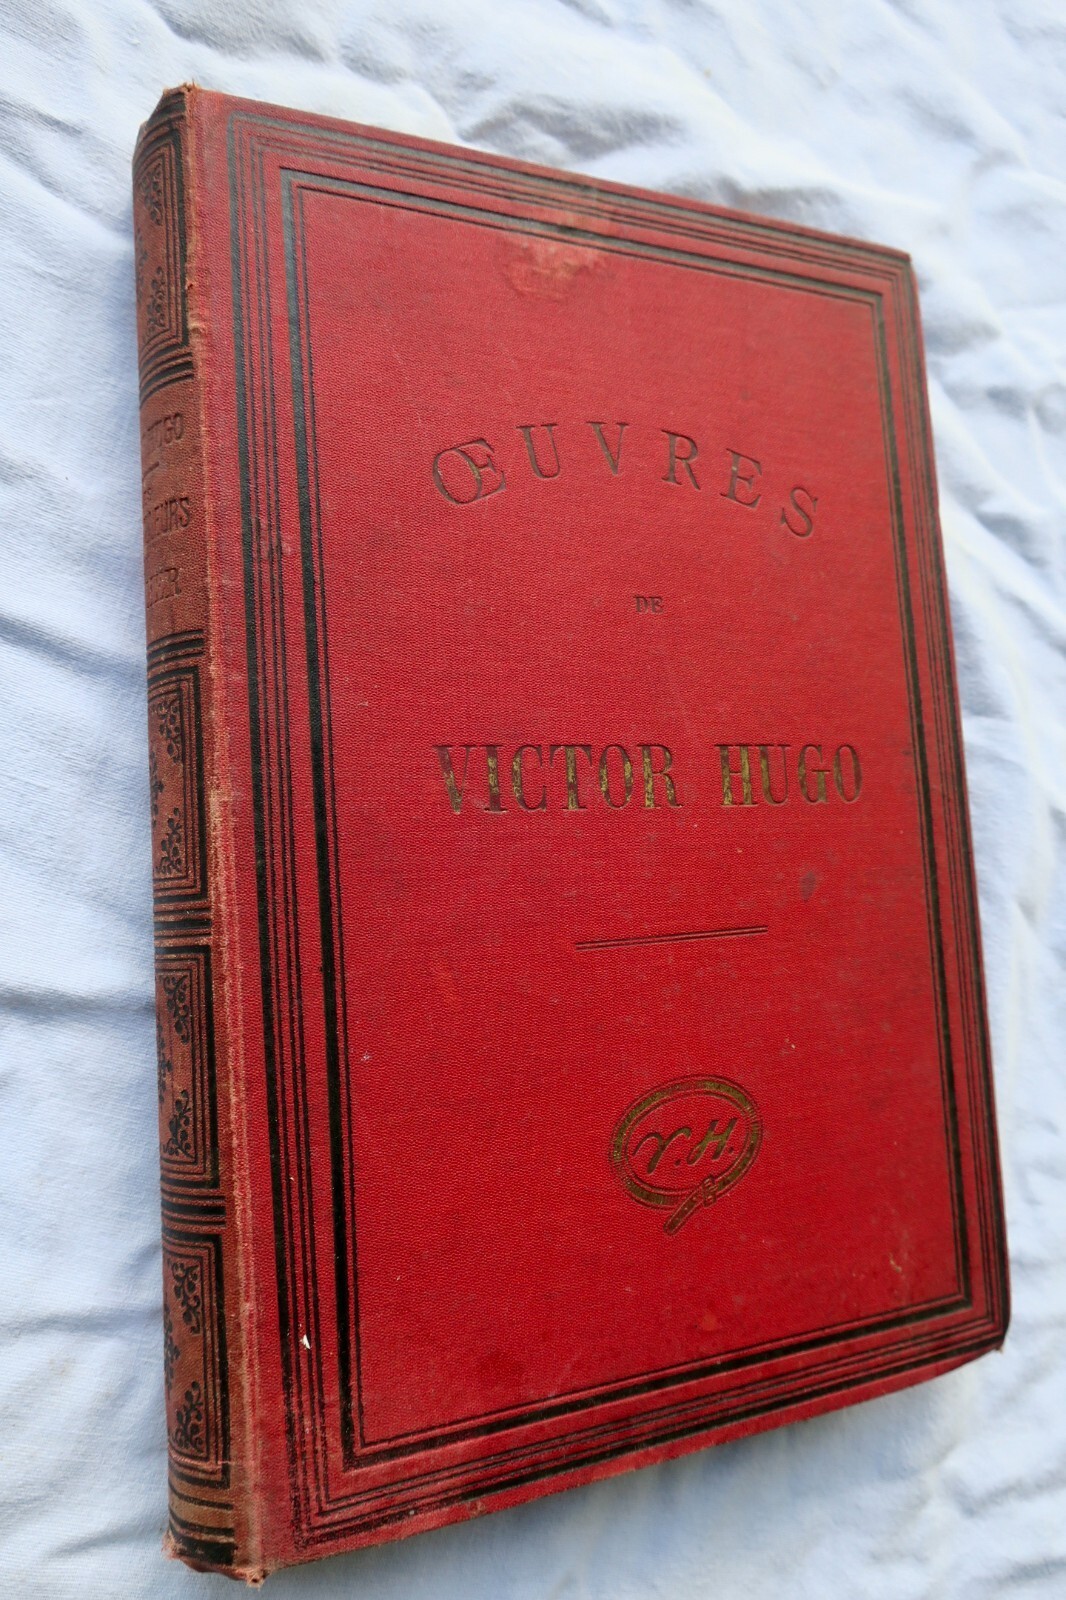 ŒUVRES
DE
VICTOR HUGO
V.H.